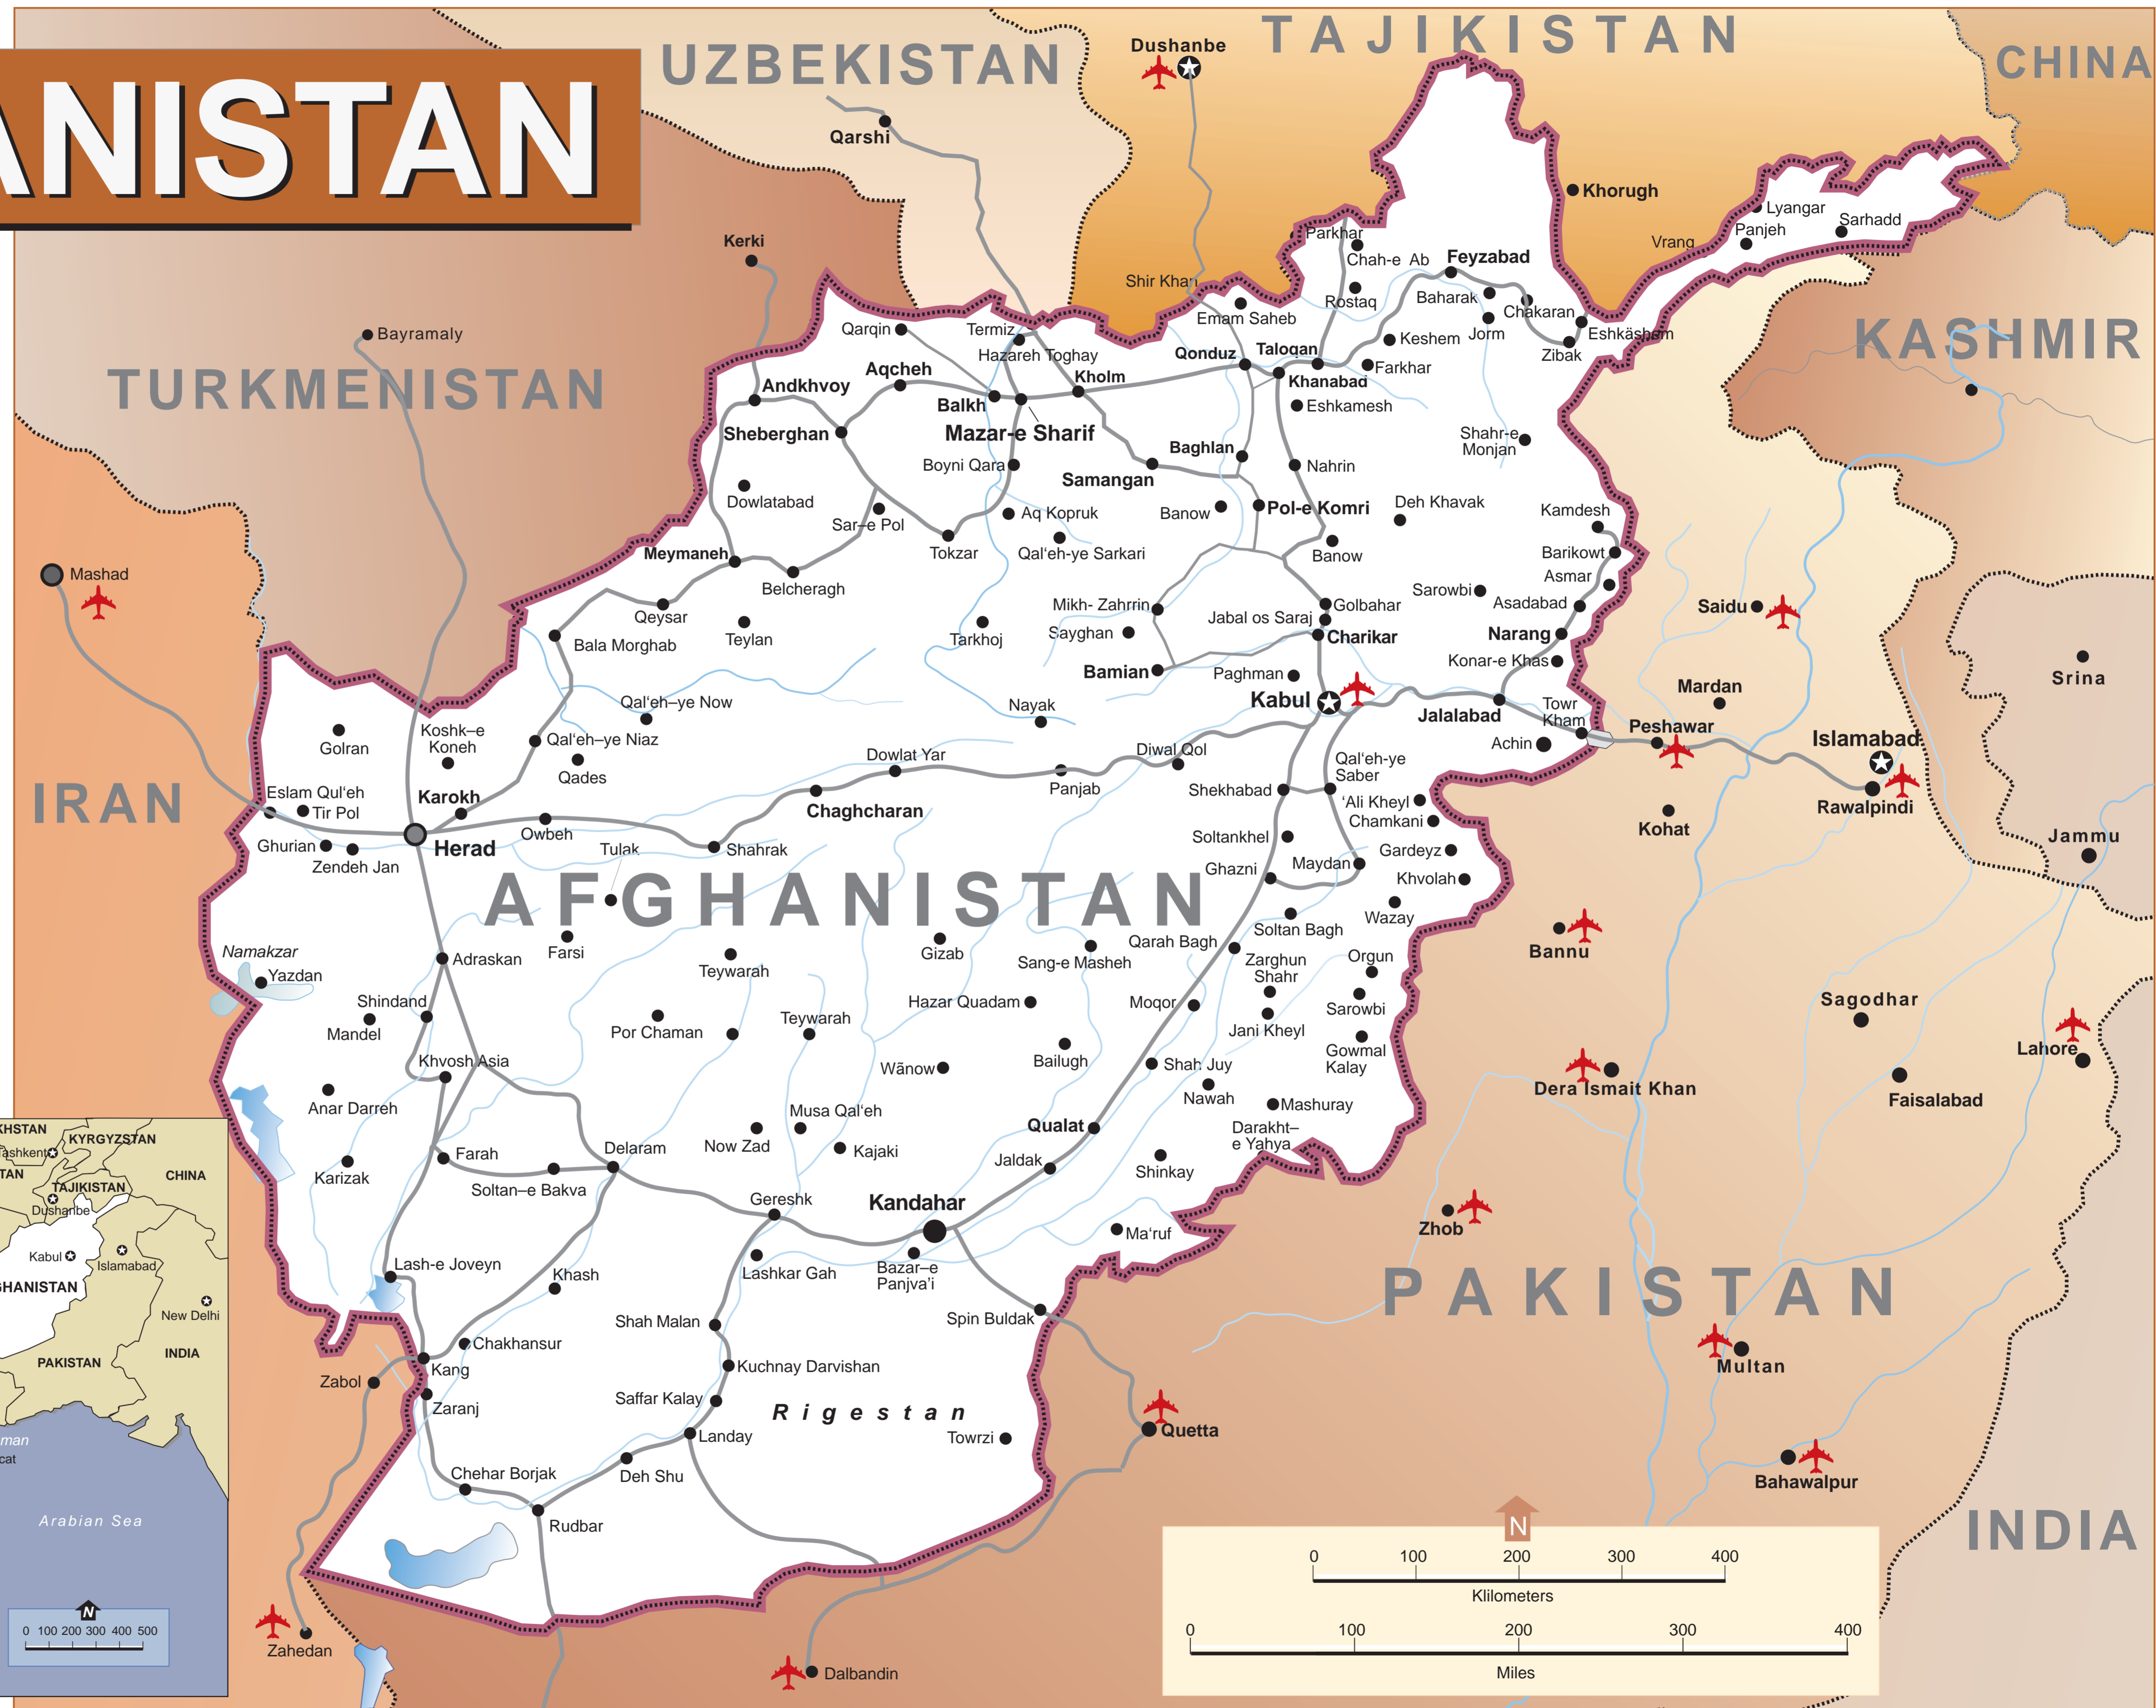 ANISTAN
UZBEKISTAN
TAJIKISTAN
CHINA
Dushanbe
Qarshi
Khorugh
Lyangar
Sarhadd
Panjeh
Vrang
Kerki
Parkhar
Chah-e Ab
Feyzabad
Shir Khan
Rostaq
Baharak
Chakaran
Emam Saheb
Jorm
Eshkäshem
Zibak
Keshem
Farkhar
KASHMIR
Bayramaly
TURKMENISTAN
Qarqin
Termiz
Hazareh Toghay
Qonduz
Taloqan
Khanabad
Eshkamesh
Aqcheh
Andkhvoy
Kholm
Balkh
Mazar-e Sharif
Sheberghan
Baghlan
Shahr-e
Monjan
Boyni Qara
Samangan
Nahrin
Dowlatabad
Sar–e Pol
Aq Kopruk
Banow
Pol-e Komri
Deh Khavak
Kamdesh
Meymaneh
Tokzar
Qal‘eh-ye Sarkari
Banow
Barikowt
Mashad
Belcheragh
Asmar
Sarowbi
Asadabad
Saidu
Qeysar
Mikh- Zahrrin
Golbahar
Jabal os Saraj
Teylan
Tarkhoj
Sayghan
Charikar
Narang
Bala Morghab
Konar-e Khas
Srina
Bamian
Paghman
Mardan
Qal‘eh–ye Now
Nayak
Kabul
Jalalabad
Towr
Kham
Peshawar
Golran
Koshk–e
Koneh
Qal‘eh–ye Niaz
Achin
Islamabad
Dowlat Yar
Diwal Qol
Qal‘eh-ye
Saber
Qades
Rawalpindi
IRAN
Eslam Qul‘eh
Tir Pol
Karokh
Panjab
Shekhabad
‘Ali Kheyl
Chamkani
Chaghcharan
Kohat
Owbeh
Soltankhel
Jammu
Ghurian
Herad
Tulak
Shahrak
Gardeyz
Zendeh Jan
Ghazni
Maydan
Khvolah
AFGHANISTAN
Wazay
Soltan Bagh
Bannu
Namakzar
Farsi
Gizab
Qarah Bagh
Yazdan
Adraskan
Teywarah
Sang-e Masheh
Zarghun
Shahr
Orgun
Shindand
Hazar Quadam
Moqor
Sarowbi
Sagodhar
Mandel
Por Chaman
Teywarah
Jani Kheyl
Lahore
Khvosh Asia
Wãnow
Bailugh
Shah Juy
Gowmal
Kalay
Dera Ismait Khan
Faisalabad
Anar Darreh
Nawah
Mashuray
Musa Qal‘eh
Now Zad
Kajaki
Qualat
Darakht–
e Yahya
Farah
Delaram
Jaldak
Shinkay
Karizak
Soltan–e Bakva
Gereshk
Kandahar
Zhob
Ma‘ruf
Lash-e Joveyn
Khash
Lashkar Gah
Bazar–e
Panjva’i
PAKISTAN
Shah Malan
Spin Buldak
Chakhansur
Kang
Kuchnay Darvishan
Multan
Zabol
Zaranj
Saffar Kalay
Rigestan
Landay
Towrzi
Quetta
Chehar Borjak
Deh Shu
Bahawalpur
Rudbar
INDIA
Zahedan
Dalbandin
N
0 100 200 300 400
Klilometers
0 100 200 300 400
Miles
KHSTAN
KYRGYZSTAN
Tashkent
TAN
CHINA
TAJIKISTAN
Dushanbe
Kabul
Islamabad
GHANISTAN
New Delhi
PAKISTAN
INDIA
man
cat
Arabian Sea
N
0 100 200 300 400 500